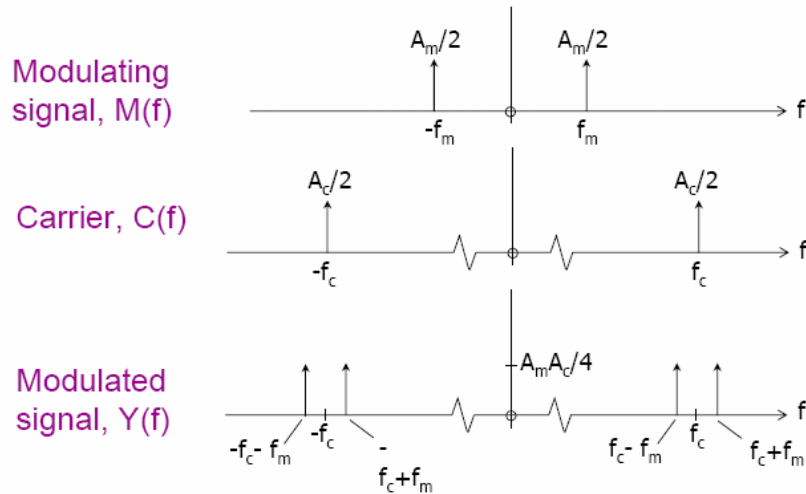 A_m/2 A_m/2
Modulating
signal, M(f)
f
-f_m f_m
A_c/2 A_c/2
Carrier, C(f)
f
-f_c f_c
A_mA_c/4
Modulated
signal, Y(f)
f
-f_c- f_m -f_c - f_c- f_m f_c f_c+f_m
f_c+f_m